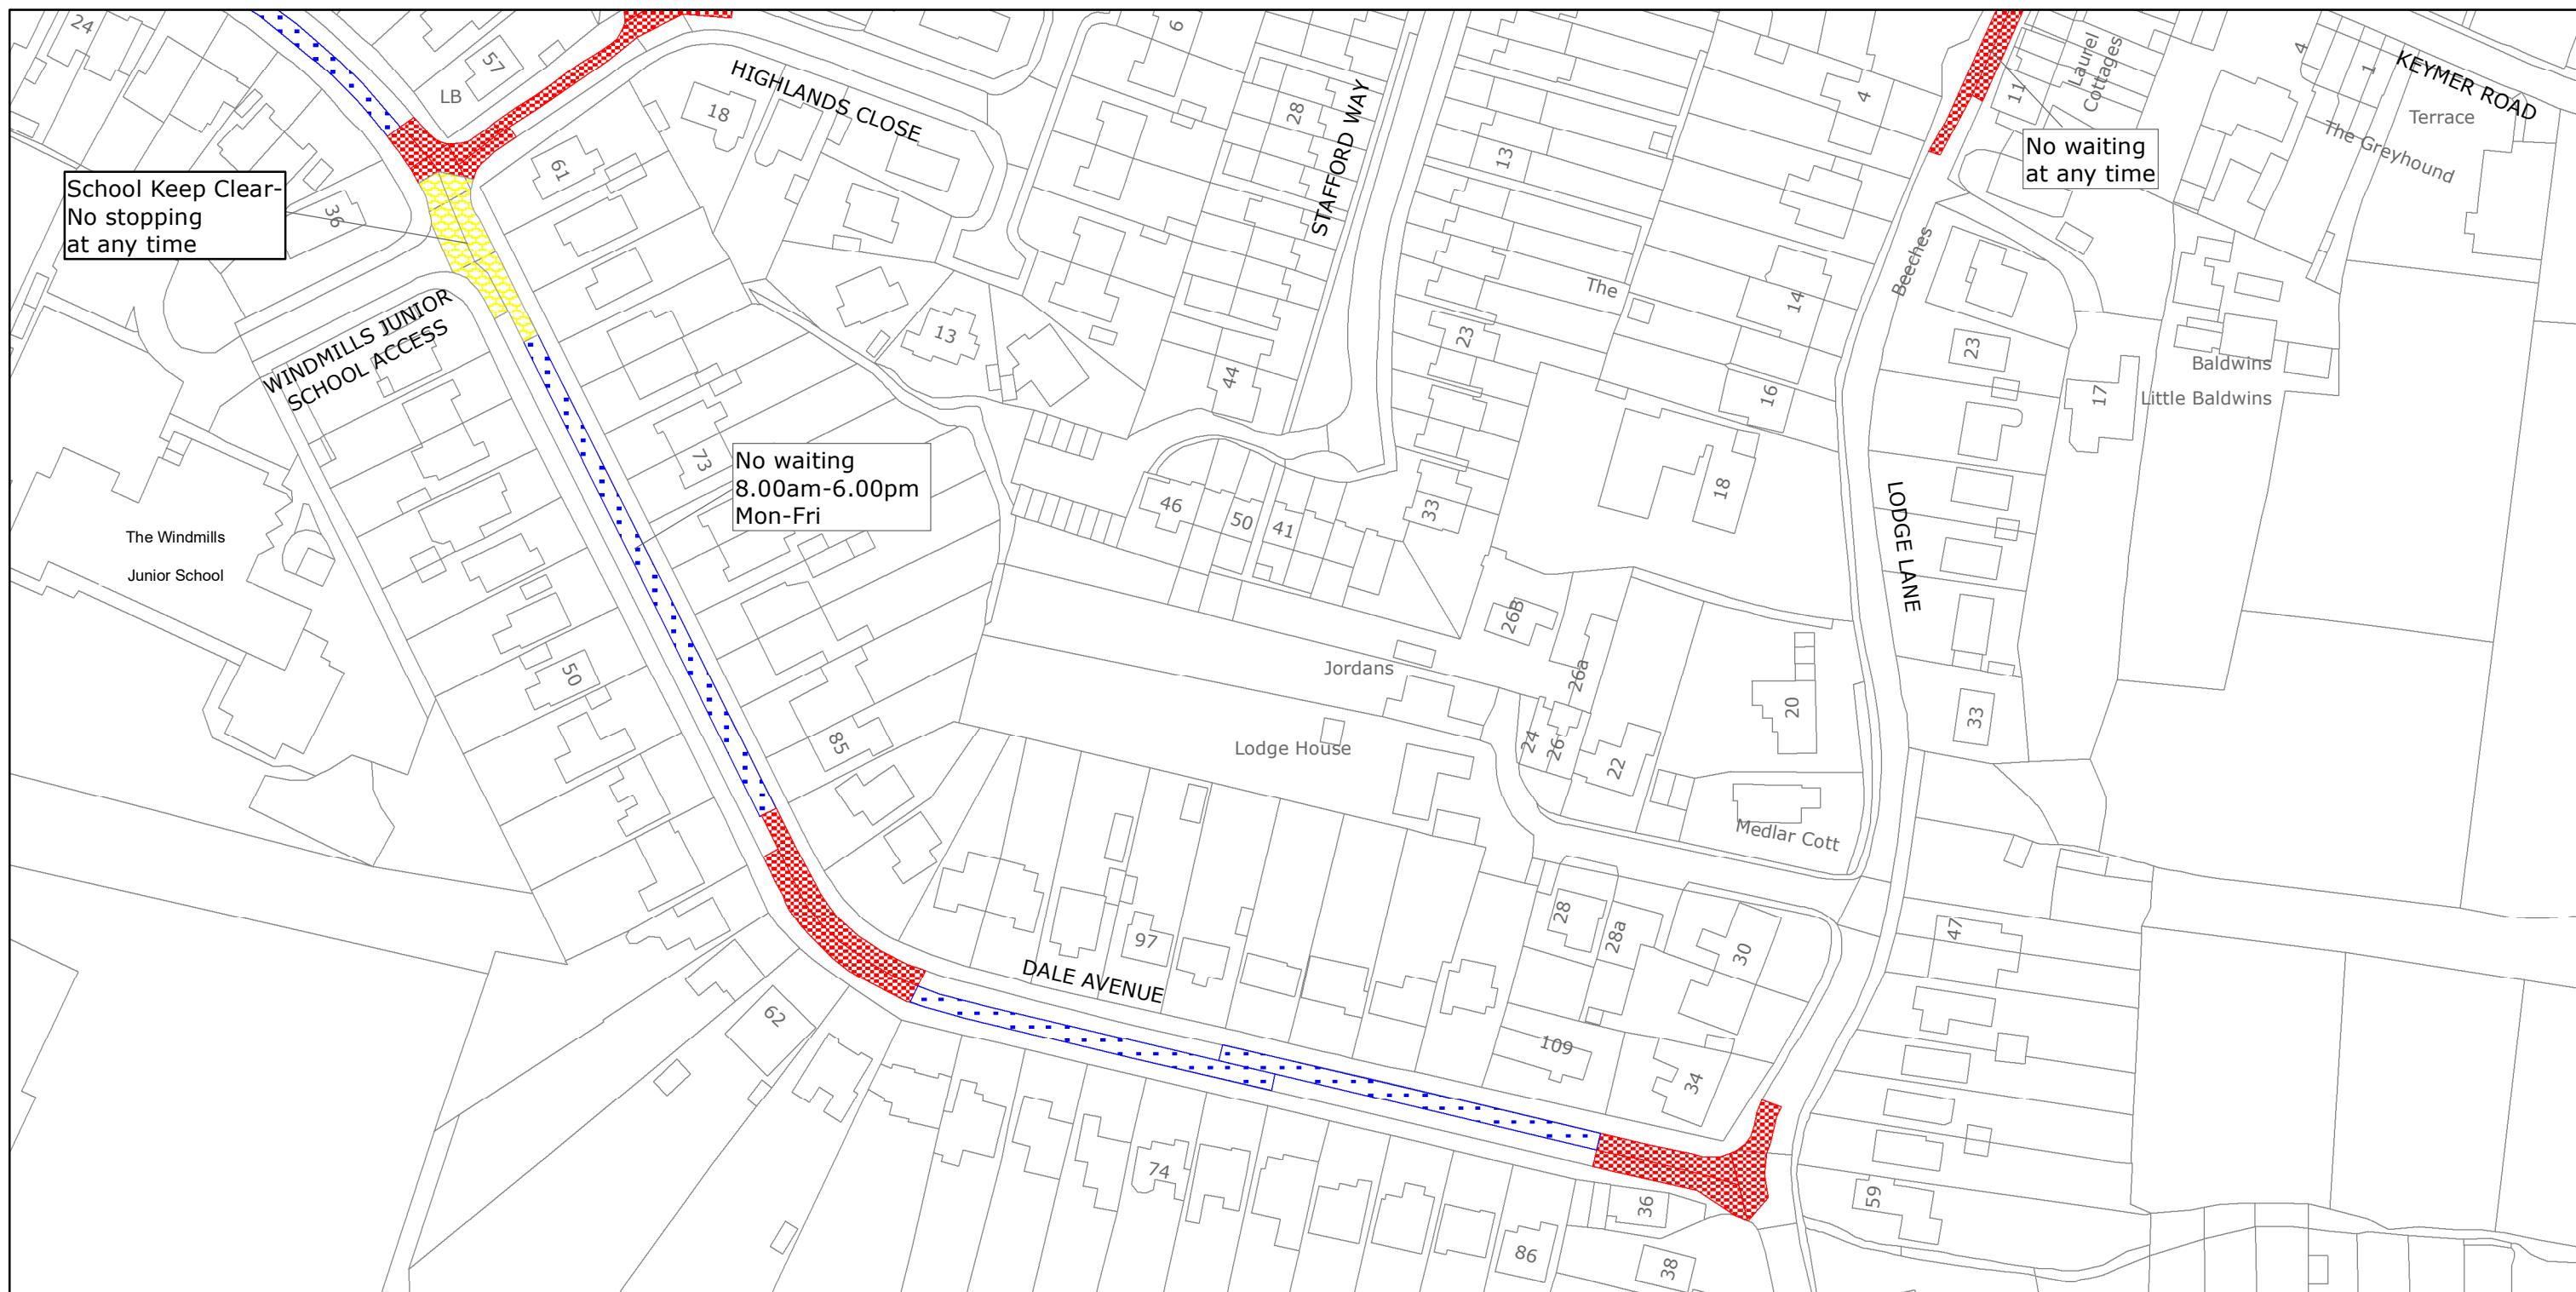 24
57
LB
HIGHLANDS CLOSE
18
6
28
STAFFORD WAY
4
11
Laurel
Cottages
4
1
KEYMER ROAD
Terrace
The Greyhound
No waiting
at any time
School Keep Clear-
No stopping
at any time
36
61
13
The
14
Beeches
WINDMILLS JUNIOR
SCHOOL ACCESS
13
23
44
16
23
17
Baldwins
Little Baldwins
73
No waiting
8.00am-6.00pm
Mon-Fri
46
50
41
33
18
LODGE LANE
The Windmills
Junior School
50
85
Jordans
Lodge House
26B
26a
24
26
22
20
33
Medlar Cott
97
28
28a
30
47
DALE AVENUE
62
109
34
74
86
36
38
59